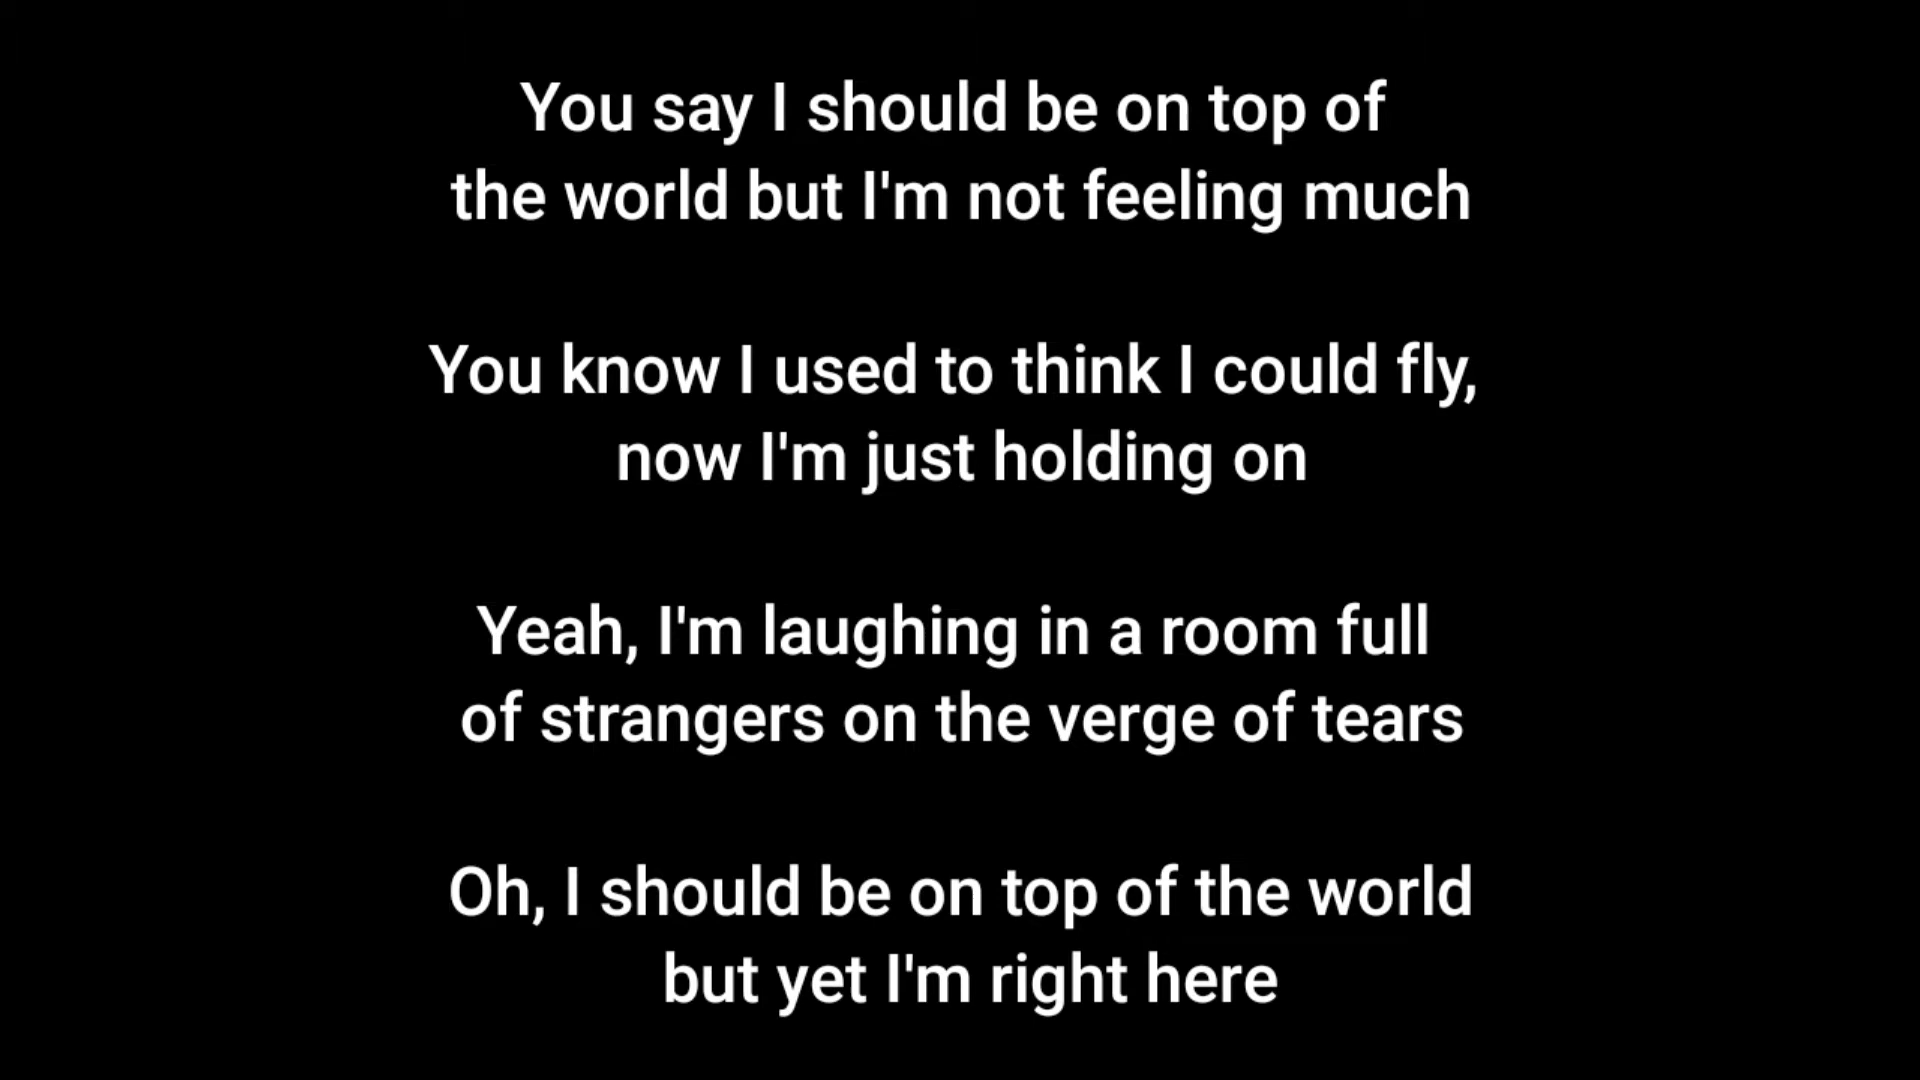 You say I should be on top of
the world but I'm not feeling much
You know I used to think I could fly,
now I'm just holding on
Yeah, I'm laughing in a room full
of strangers on the verge of tears
Oh, I should be on top of the world
but yet I'm right here